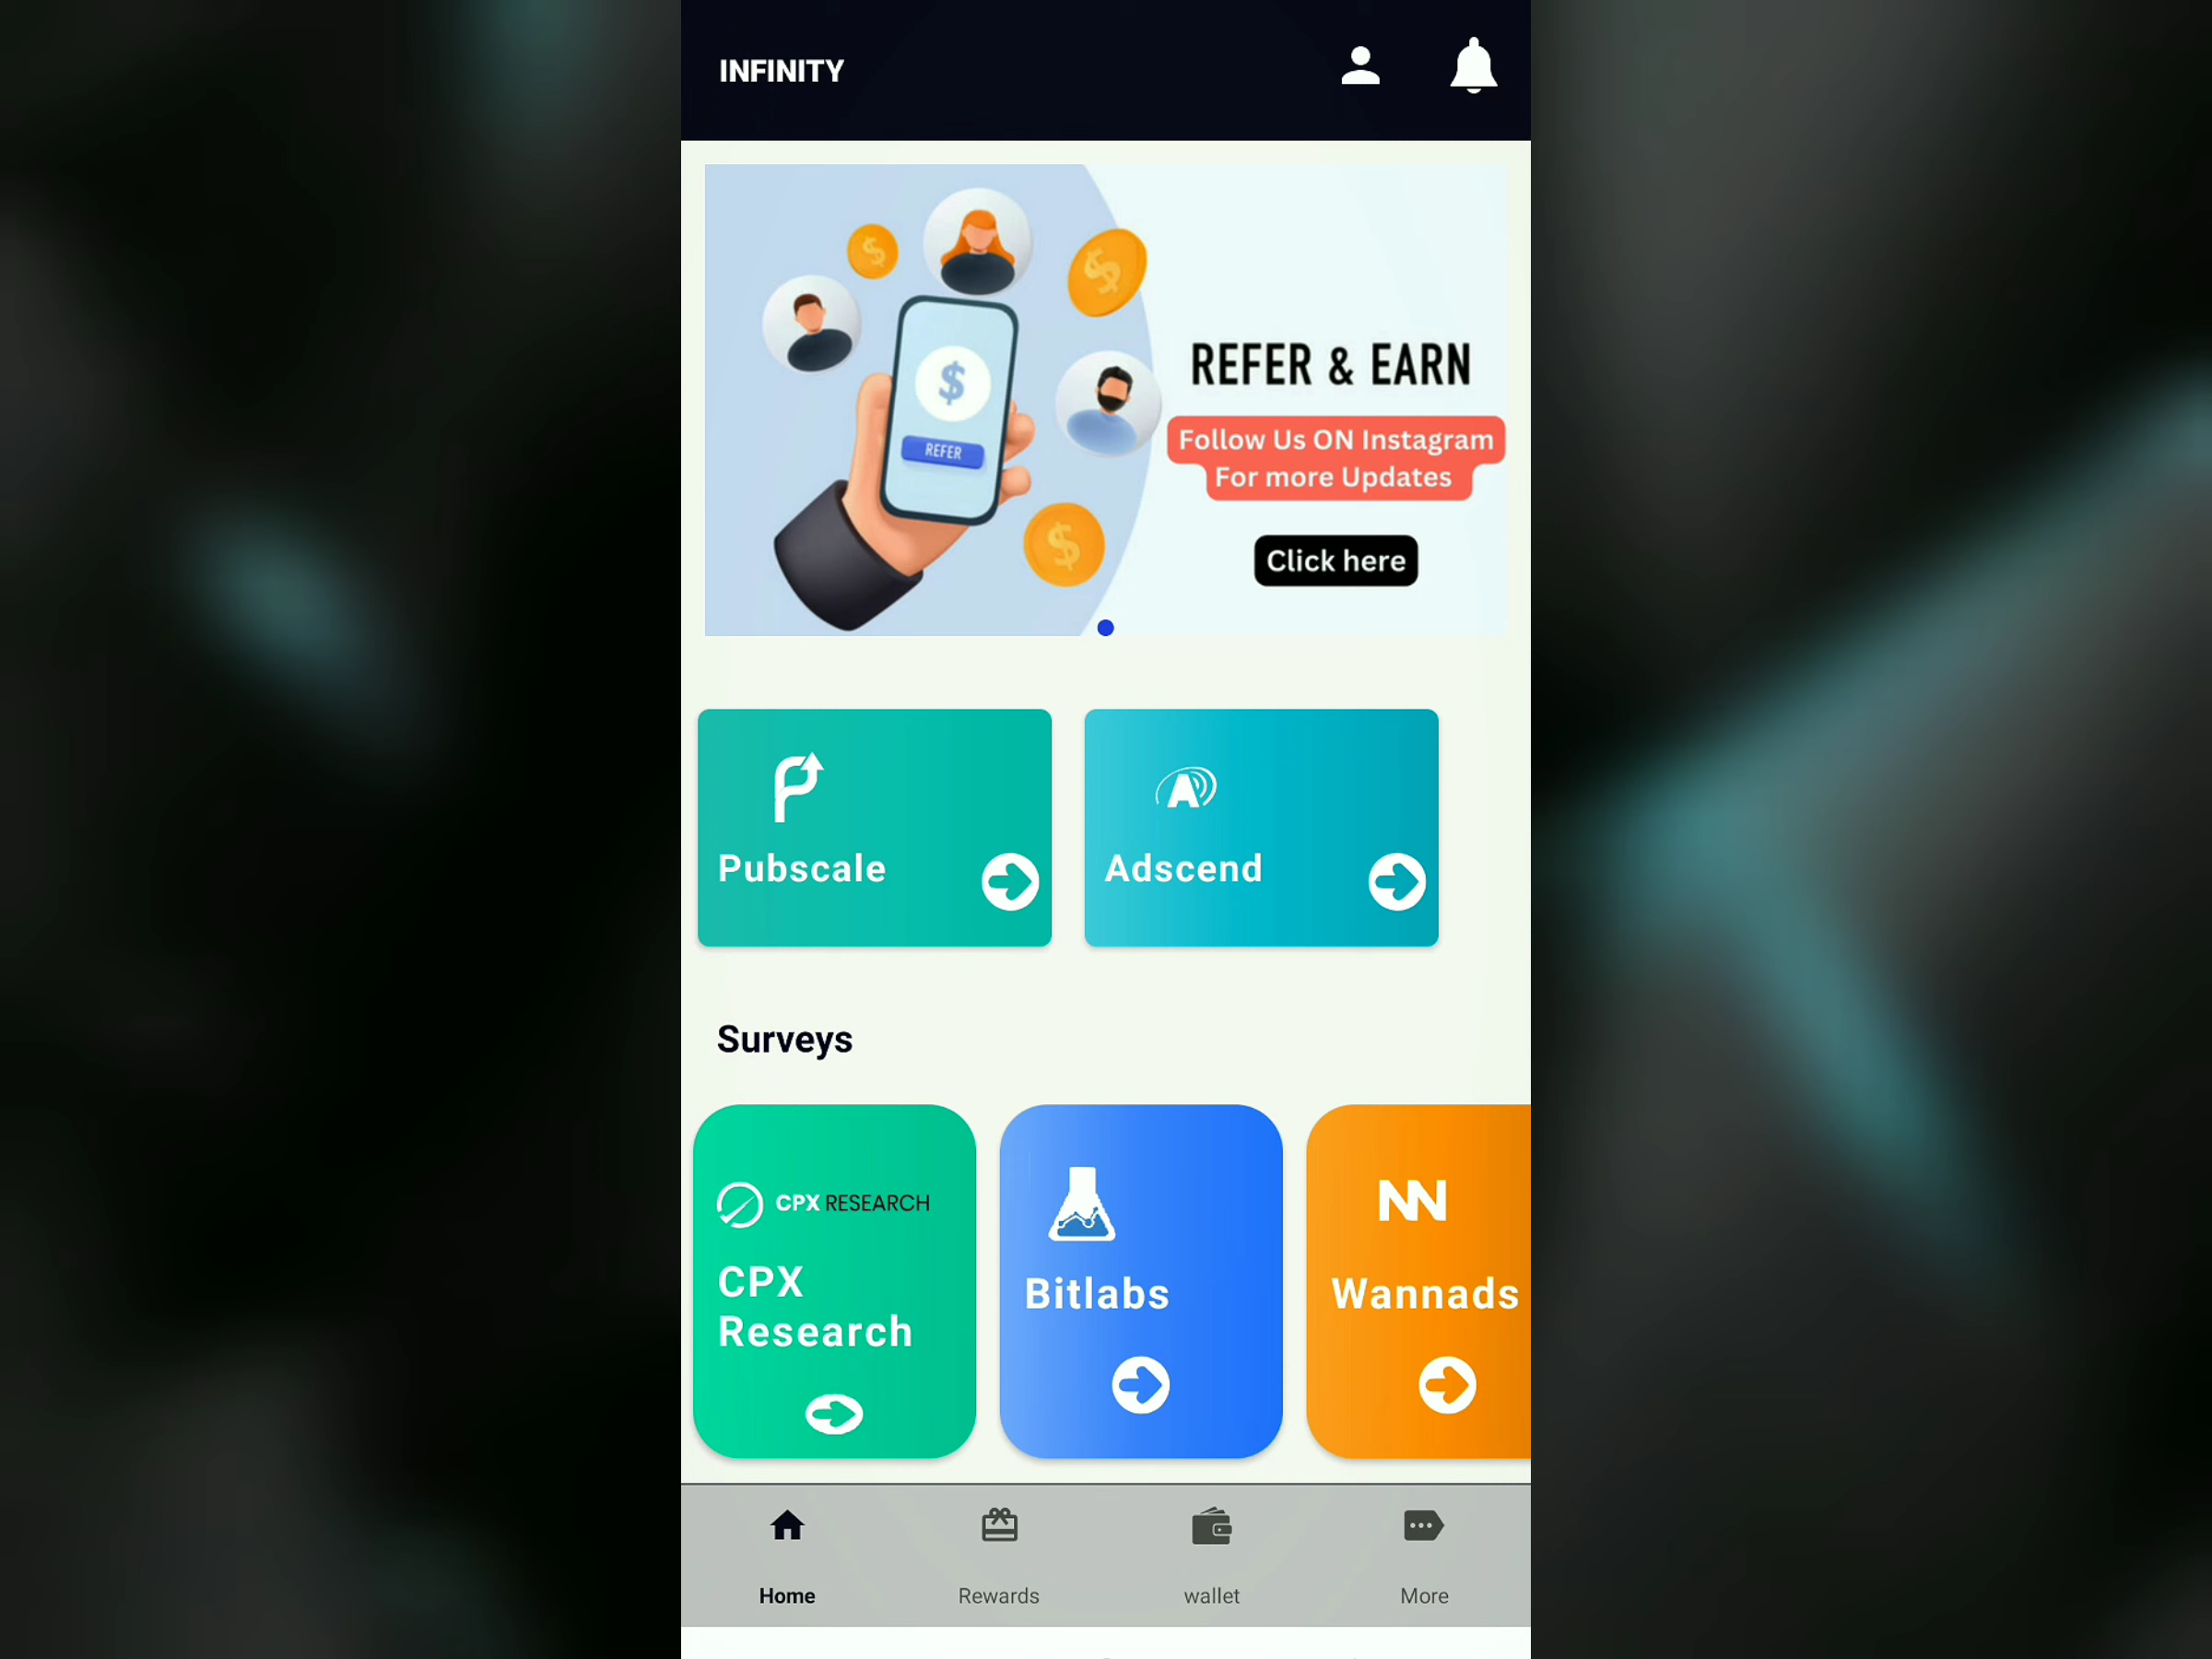 INFINITY
$
$
$
REFER
$
REFER & EARN
Follow Us ON Instagram
For more Updates
Click here
Pubscale
Adscend
Surveys
CPX RESEARCH
CPX
Research
Bitlabs
Wannads
Home
Rewards
wallet
More